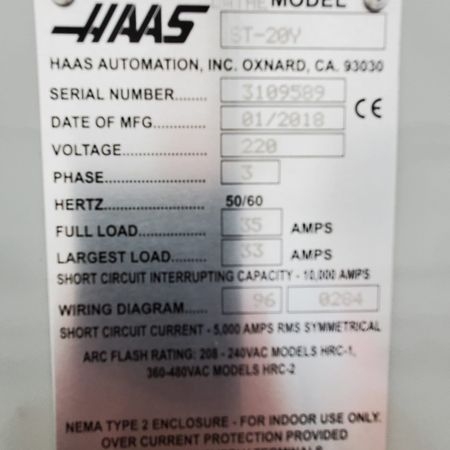 HAAS LATHE MODEL
ST-20Y
HAAS AUTOMATION, INC. OXNARD, CA. 93030
SERIAL NUMBER........ 3109589
DATE OF MFG............. 01/2018 CE
VOLTAGE.................... 220
PHASE........................ 3
HERTZ........................ 50/60
FULL LOAD................ 35 AMPS
LARGEST LOAD........ 33 AMPS
SHORT CIRCUIT INTERRUPTING CAPACITY - 10,000 AMPS
WIRING DIAGRAM...... 96 0284
SHORT CIRCUIT CURRENT - 5,000 AMPS RMS SYMMETRICAL
ARC FLASH RATING: 208 - 240VAC MODELS HRC-1,
360-480VAC MODELS HRC-2
NEMA TYPE 2 ENCLOSURE - FOR INDOOR USE ONLY.
OVER CURRENT PROTECTION PROVIDED